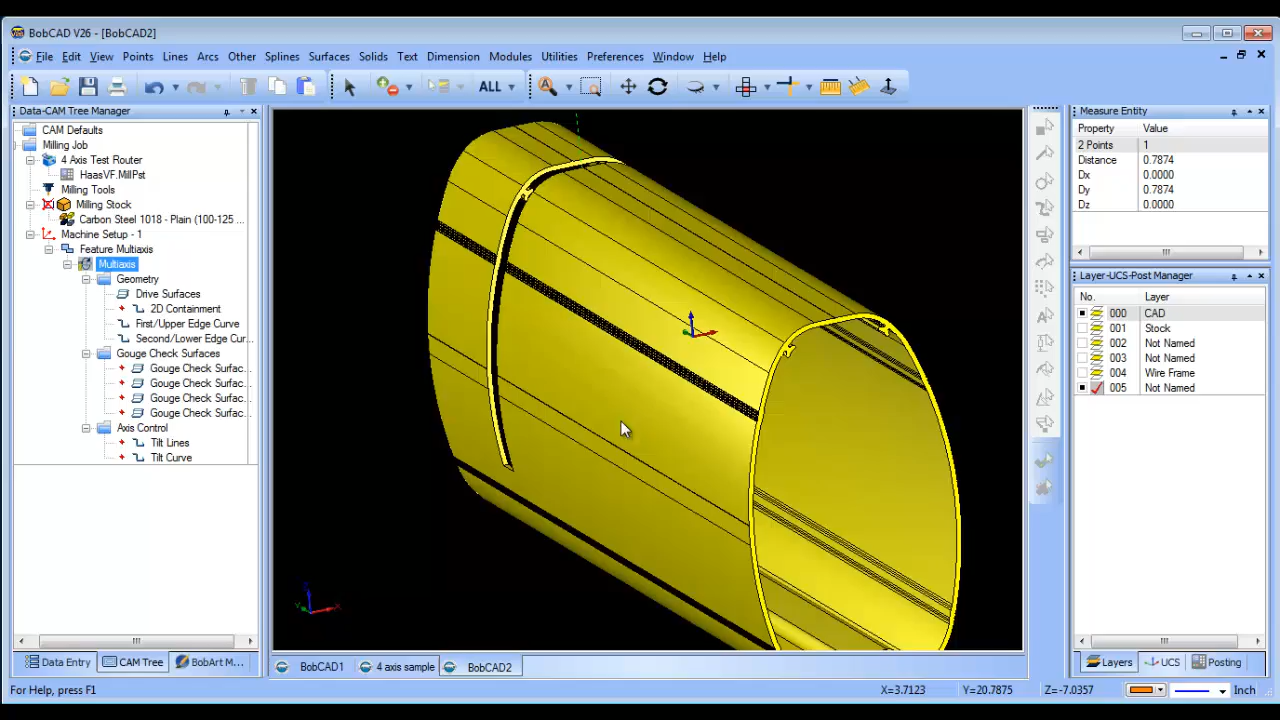 BobCAD V26 - [BobCAD2]
File Edit View Points Lines Arcs Other Splines Surfaces Solids Text Dimension Modules Utilities Preferences Window Help
ALL
Data-CAM Tree Manager
CAM Defaults
Milling Job
4 Axis Test Router
HaasVF.MillPst
Milling Tools
Milling Stock
Carbon Steel 1018 - Plain (100-125 ...
Machine Setup - 1
Feature Multiaxis
Multiaxis
Geometry
Drive Surfaces
2D Containment
First/Upper Edge Curve
Second/Lower Edge Cur...
Gouge Check Surfaces
Gouge Check Surfac...
Gouge Check Surfac...
Gouge Check Surfac...
Gouge Check Surfac...
Axis Control
Tilt Lines
Tilt Curve
Data Entry CAM Tree BobArt M...
BobCAD1 4 axis sample BobCAD2
Measure Entity
Property Value
2 Points 1
Distance 0.7874
Dx 0.0000
Dy 0.7874
Dz 0.0000
Layer-UCS-Post Manager
No. Layer
000 CAD
001 Stock
002 Not Named
003 Not Named
004 Wire Frame
005 Not Named
Layers UCS Posting
For Help, press F1
X=3.7123 Y=20.7875 Z=-7.0357 Inch